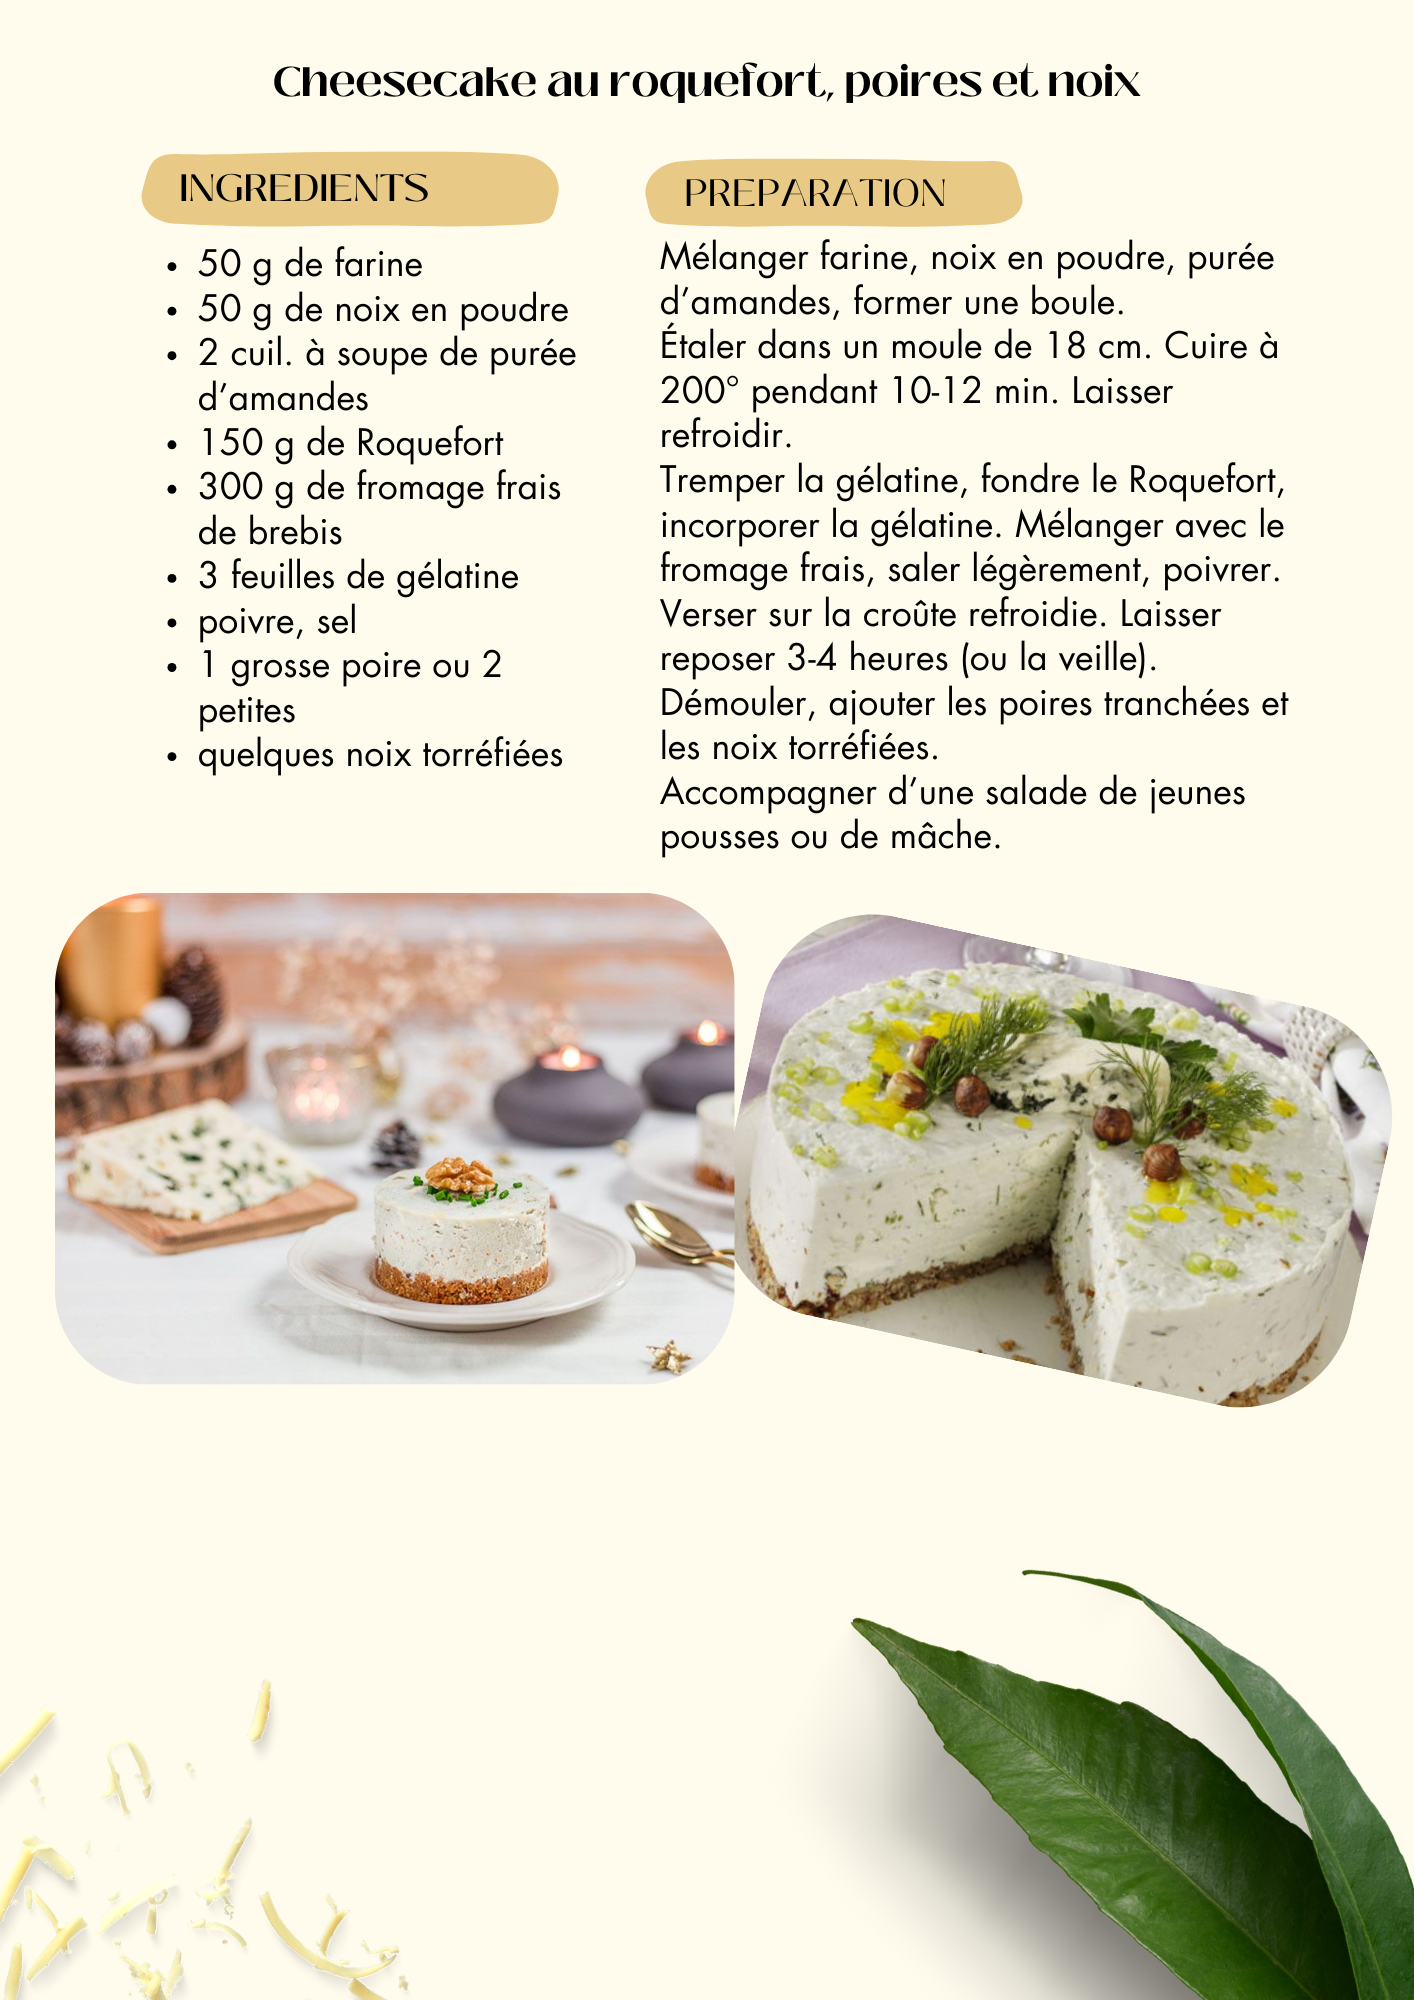 Cheesecake au roquefort, poires et noix
INGREDIENTS
• 50 g de farine
• 50 g de noix en poudre
• 2 cuil. à soupe de purée
d’amandes
• 150 g de Roquefort
• 300 g de fromage frais
de brebis
• 3 feuilles de gélatine
• poivre, sel
• 1 grosse poire ou 2
petites
• quelques noix torréfiées
PREPARATION
Mélanger farine, noix en poudre, purée
d’amandes, former une boule.
Étaler dans un moule de 18 cm. Cuire à
200° pendant 10-12 min. Laisser
refroidir.
Tremper la gélatine, fondre le Roquefort,
incorporer la gélatine. Mélanger avec le
fromage frais, saler légèrement, poivrer.
Verser sur la croûte refroidie. Laisser
reposer 3-4 heures (ou la veille).
Démouler, ajouter les poires tranchées et
les noix torréfiées.
Accompagner d’une salade de jeunes
pousses ou de mâche.